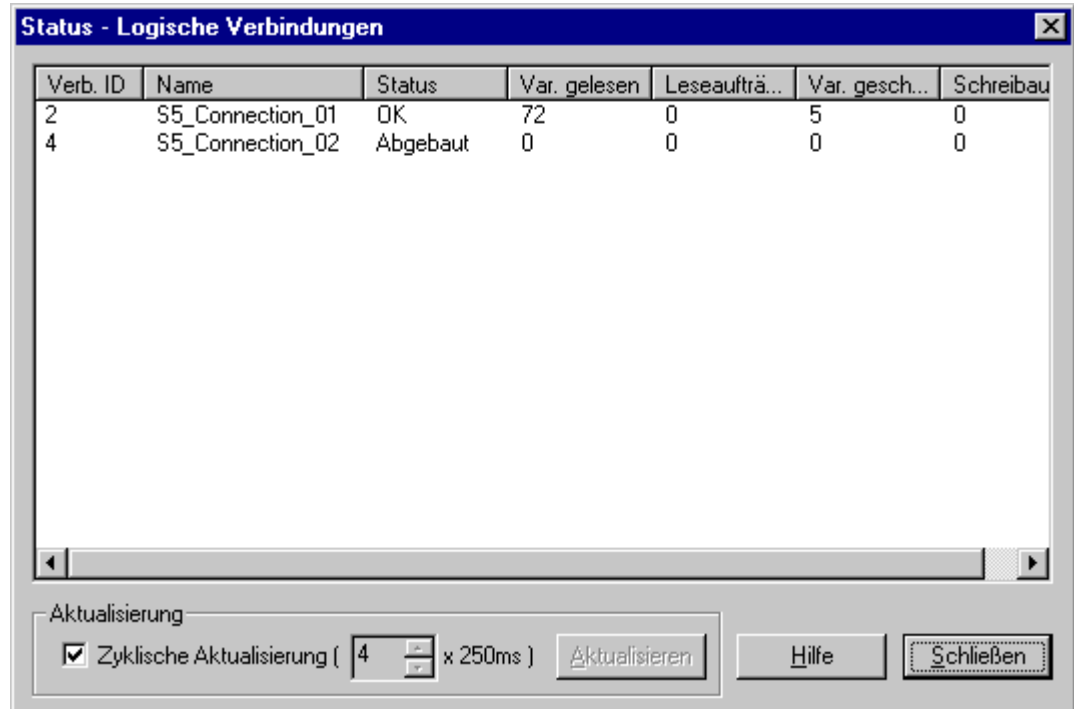 Status - Logische Verbindungen
Verb. ID Name Status Var. gelesen Leseaufträ... Var. gesch... Schreibau
2 S5_Connection_01 OK 72 0 5 0
4 S5_Connection_02 Abgebaut 0 0 0 0
Aktualisierung
Zyklische Aktualisierung ( 4 x 250ms ) Aktualisieren Hilfe Schließen